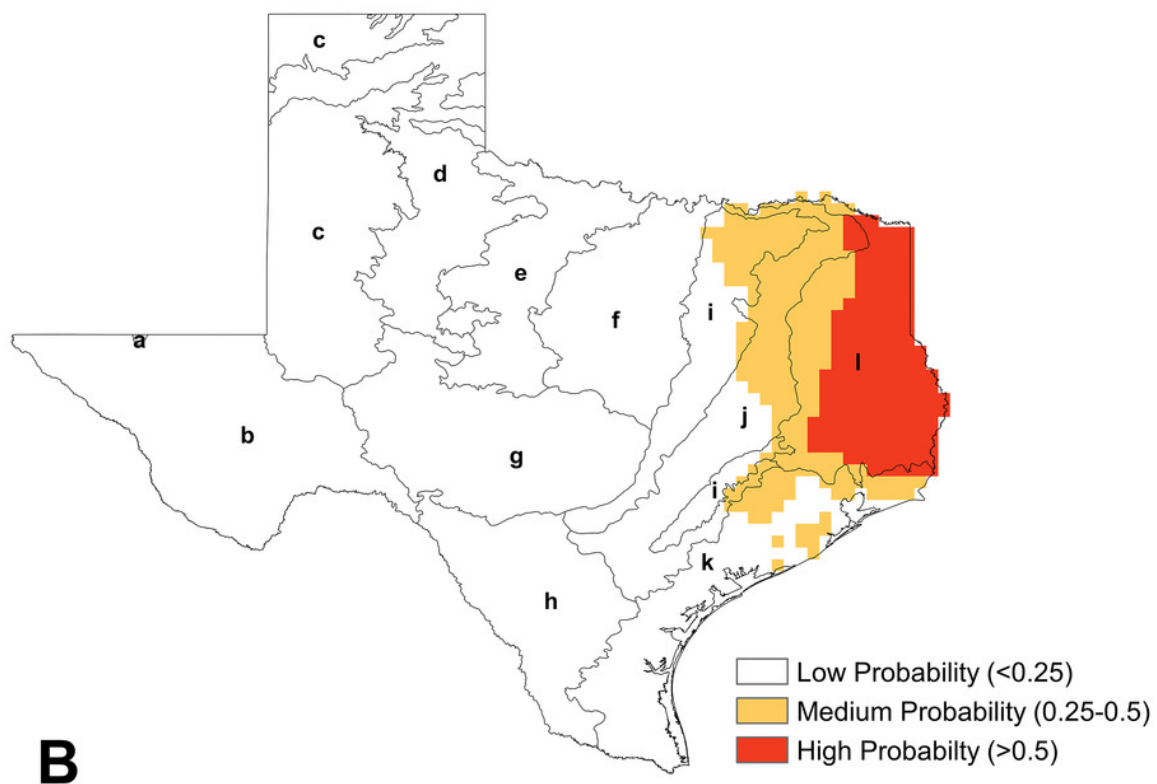 c
d
c
e
i
f
a
l
j
b
g
i
k
h
Low Probability (<0.25)
Medium Probability (0.25-0.5)
High Probabilty (>0.5)
B